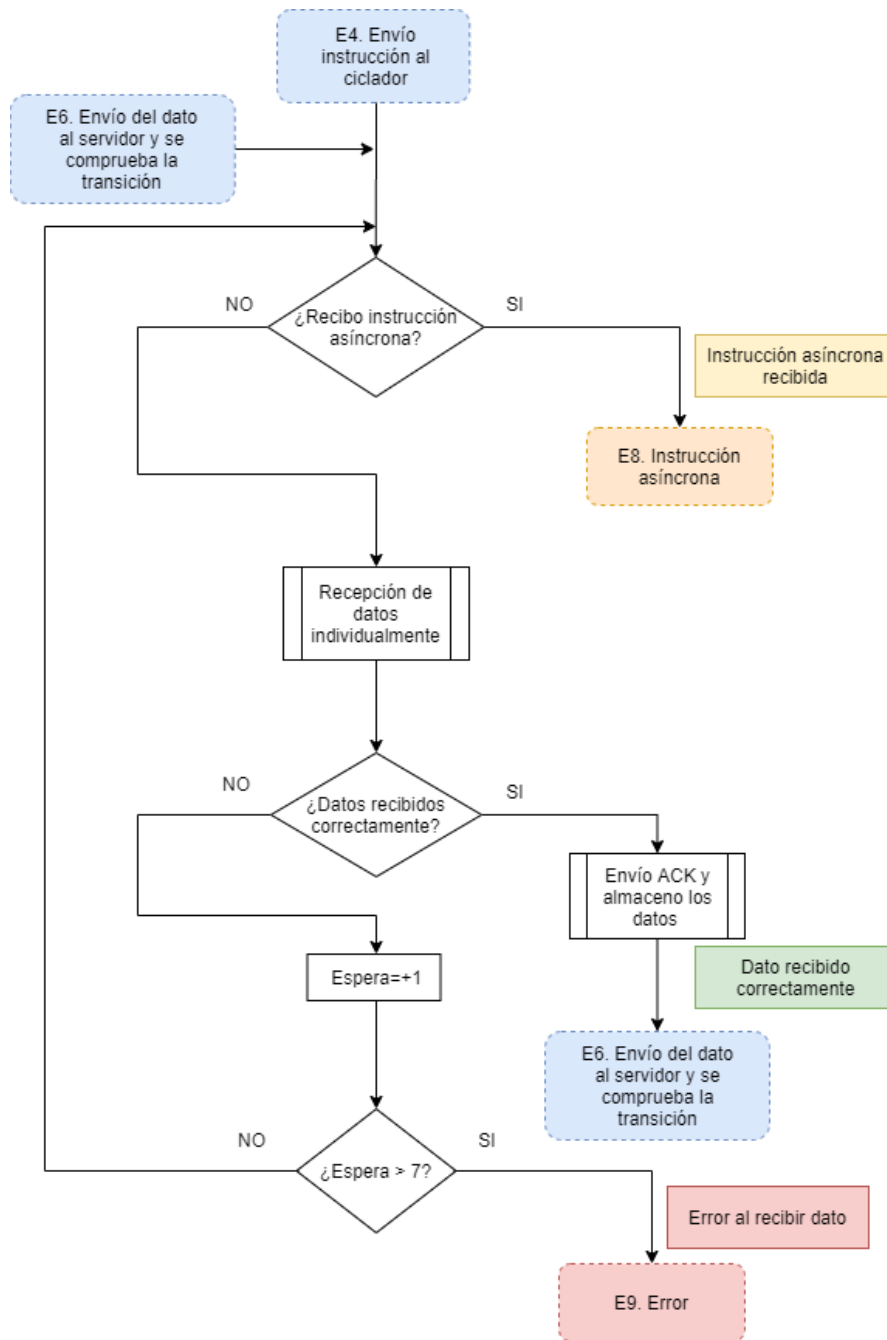 E4. Envío
instrucción al
ciclador
E6. Envío del dato
al servidor y se
comprueba la
transición
NO
SI
¿Recibo instrucción
asíncrona?
Instrucción asíncrona
recibida
E8. Instrucción
asíncrona
Recepción de
datos
individualmente
NO
SI
¿Datos recibidos
correctamente?
Envío ACK y
almaceno los
datos
Espera=+1
Dato recibido
correctamente
E6. Envío del dato
al servidor y se
comprueba la
transición
NO
SI
¿Espera > 7?
Error al recibir dato
E9. Error